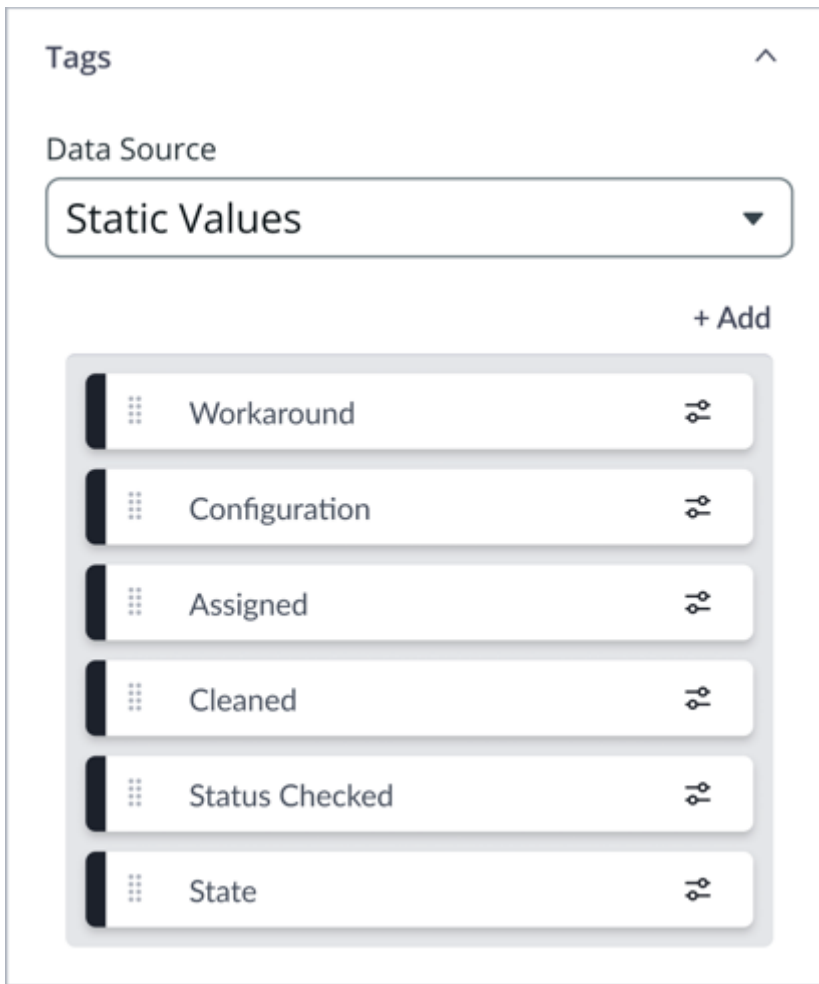 Tags
Data Source
Static Values
+ Add
Workaround
Configuration
Assigned
Cleaned
Status Checked
State